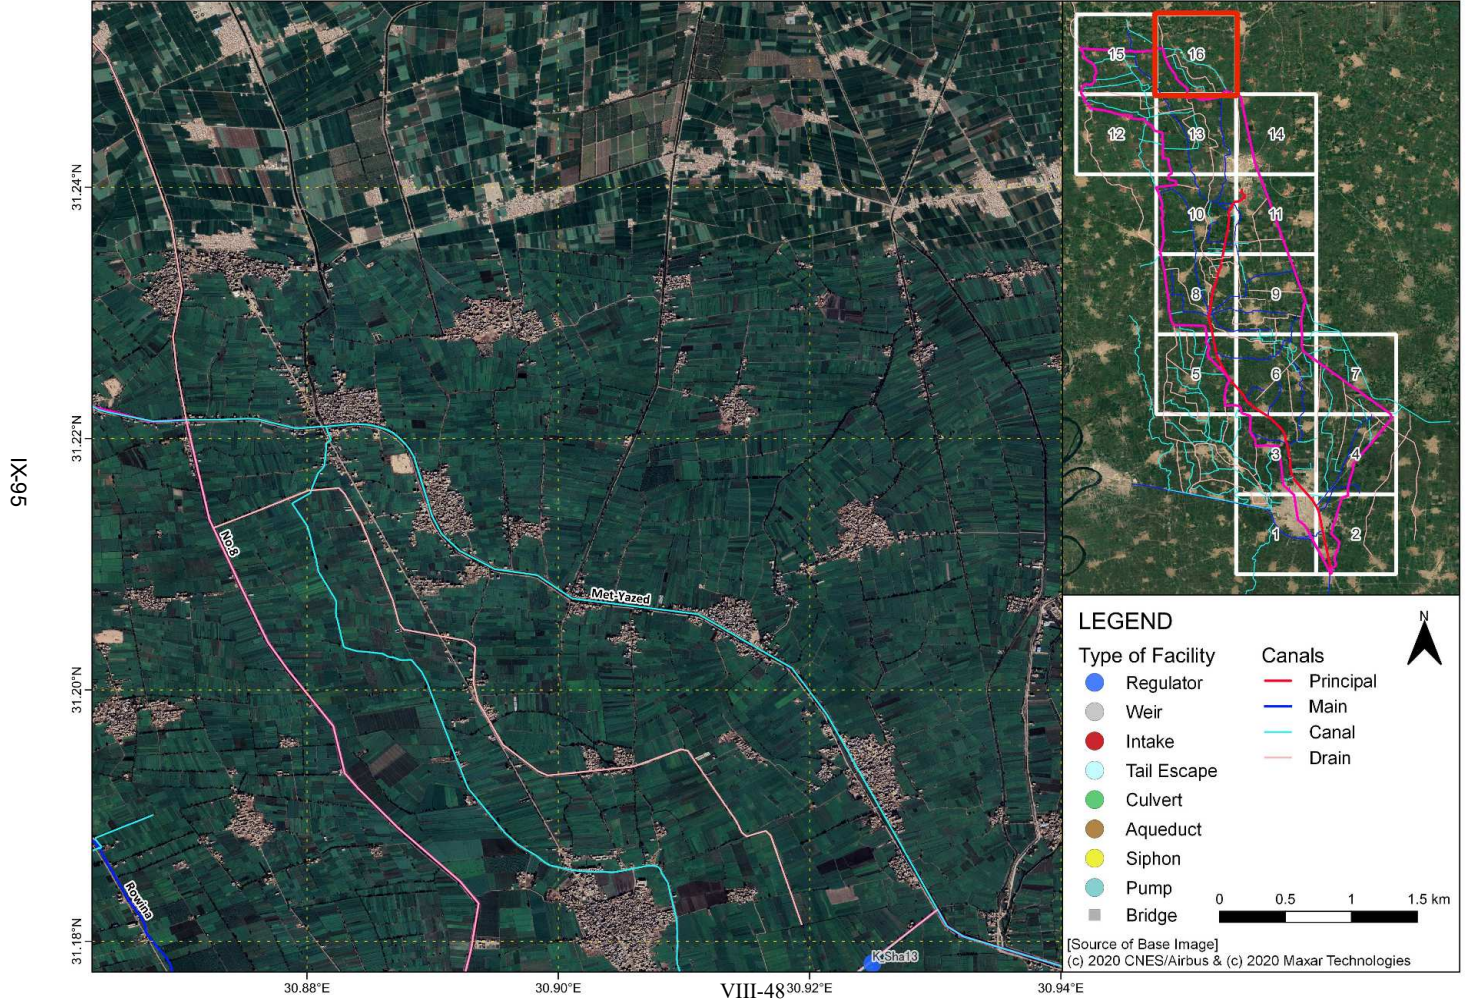 IX-95
31.24°N
31.22°N
31.20°N
31.18°N
No.8
Met-Yazed
Rowina
K-Sha13
30.88°E
30.90°E
30.92°E
30.94°E
VIII-48
15
16
12
13
14
10
11
8
9
5
6
7
3
4
1
2
LEGEND
N
Type of Facility
Regulator
Weir
Intake
Tail Escape
Culvert
Aqueduct
Siphon
Pump
Bridge
Canals
Principal
Main
Canal
Drain
0 0.5 1 1.5 km
[Source of Base Image]
(c) 2020 CNES/Airbus & (c) 2020 Maxar Technologies